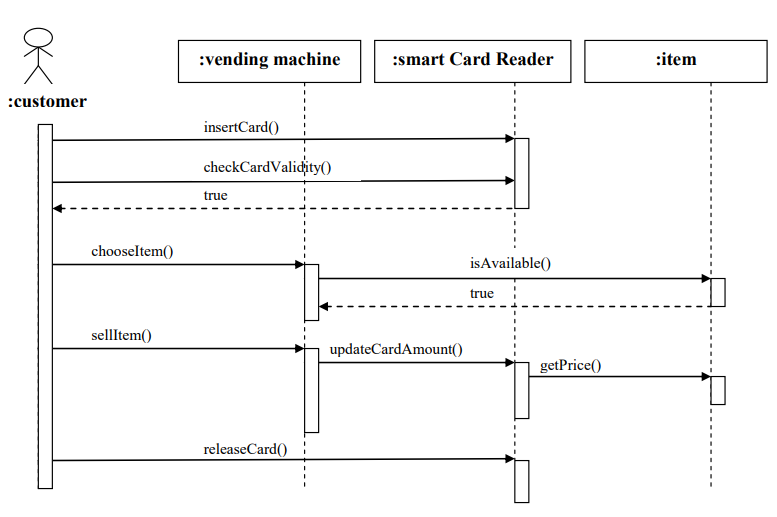 :vending machine
:smart Card Reader
:item
:customer
insertCard()
checkCardValidity()
true
chooseItem()
isAvailable()
true
sellItem()
updateCardAmount()
getPrice()
releaseCard()